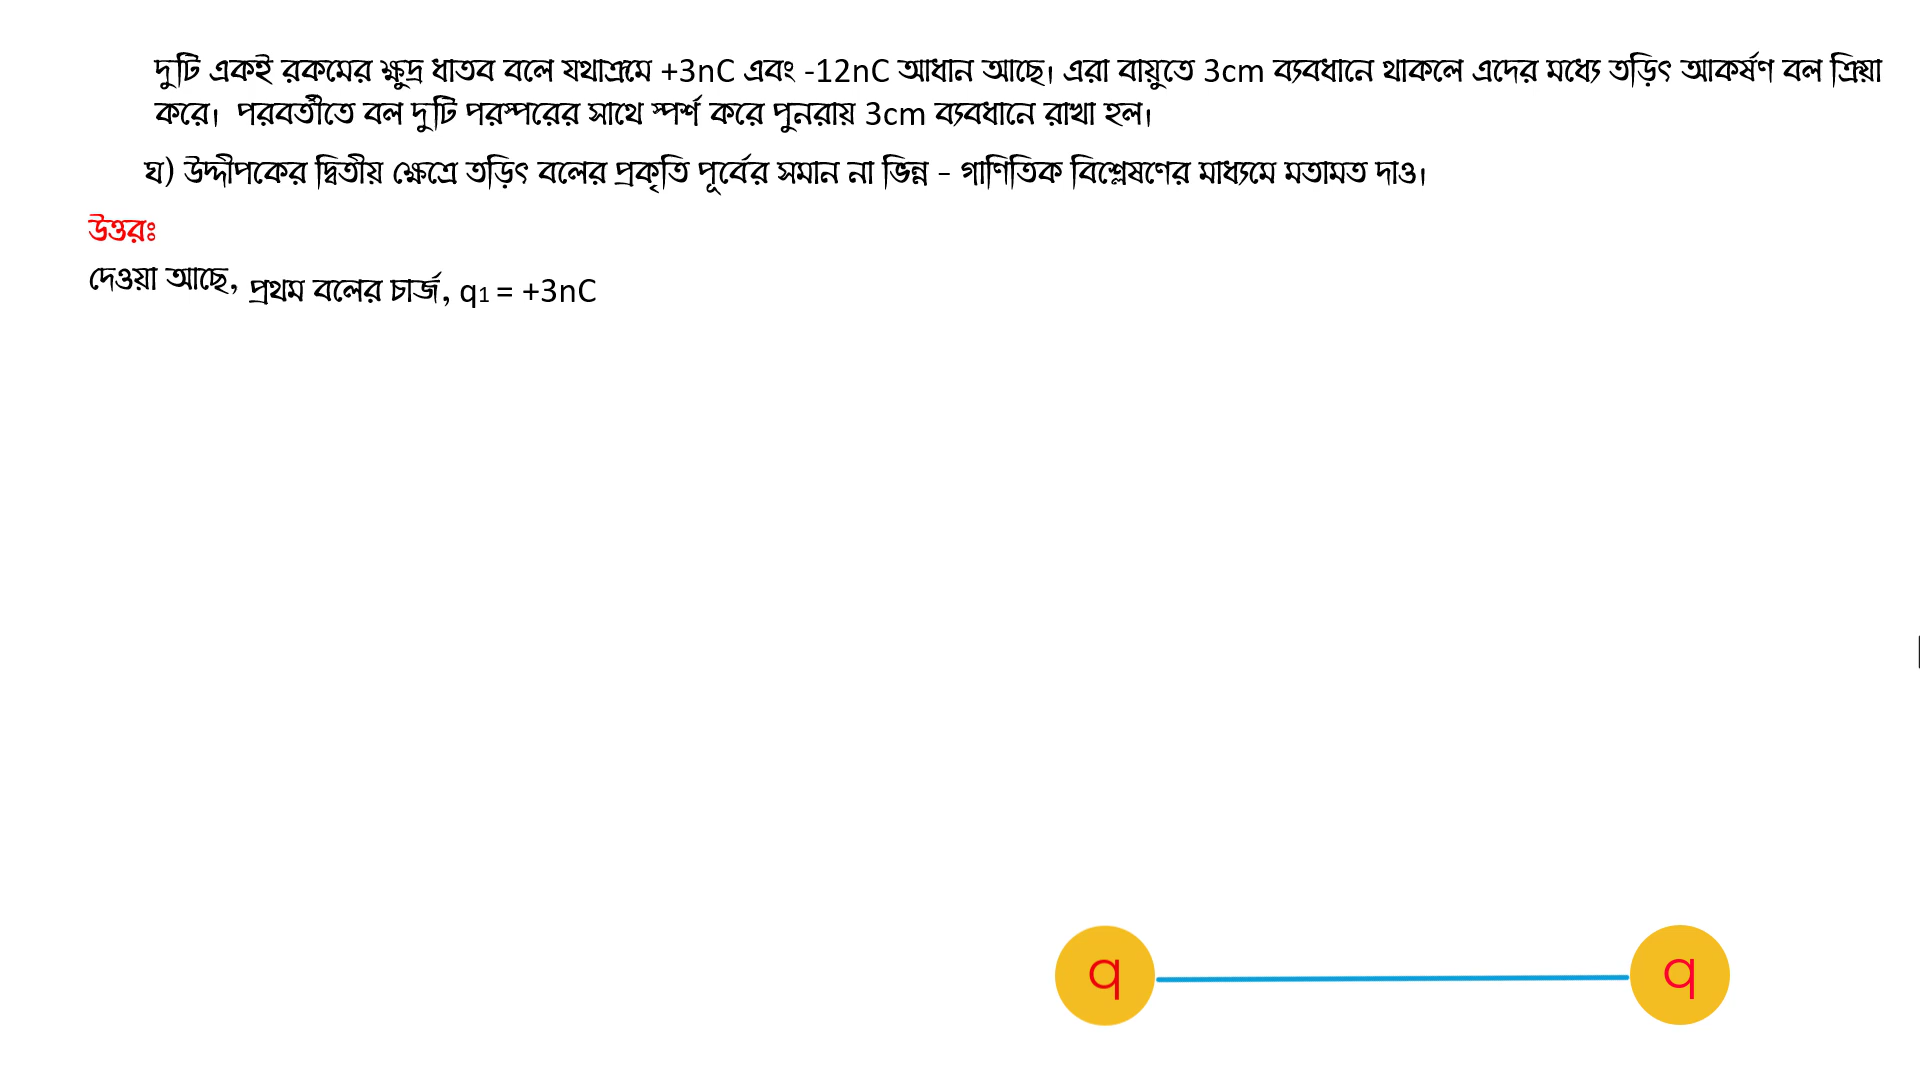 দুটি একই রকমের ক্ষুদ্র ধাতব বলে যথাক্রমে +3nC এবং -12nC আধান আছে। এরা বায়ুতে 3cm ব্যবধানে থাকলে এদের মধ্যে তড়িৎ আকর্ষণ বল ক্রিয়া
করে। পরবর্তীতে বল দুটি পরস্পরের সাথে স্পর্শ করে পুনরায় 3cm ব্যবধানে রাখা হল।
ঘ) উদ্দীপকের দ্বিতীয় ক্ষেত্রে তড়িৎ বলের প্রকৃতি পূর্বের সমান না ভিন্ন - গাণিতিক বিশ্লেষণের মাধ্যমে মতামত দাও।
উত্তরঃ
দেওয়া আছে, প্রথম বলের চার্জ, q1 = +3nC
q q